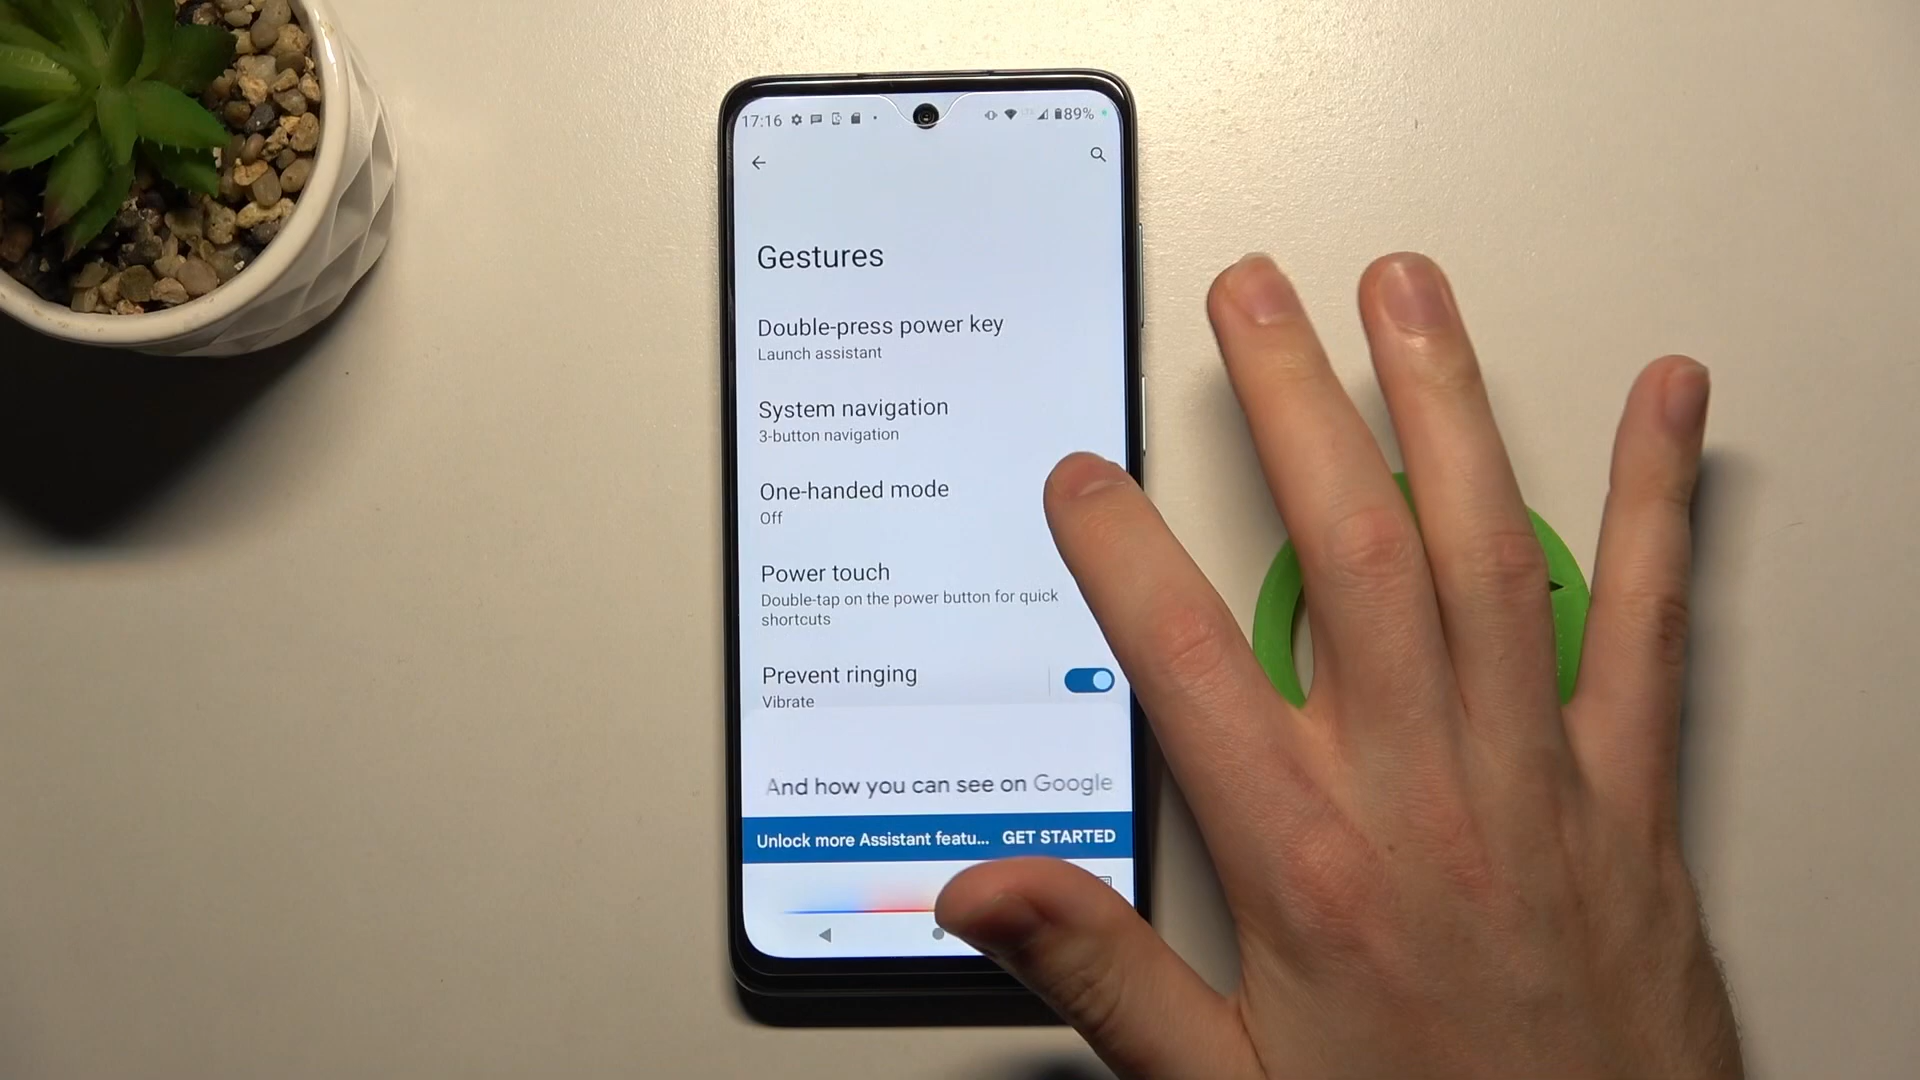 17:16 89%
Gestures
Double-press power key
Launch assistant
System navigation
3-button navigation
One-handed mode
Off
Power touch
Double-tap on the power button for quick
shortcuts
Prevent ringing
Vibrate
And how you can see on Google
Unlock more Assistant featu... GET STARTED